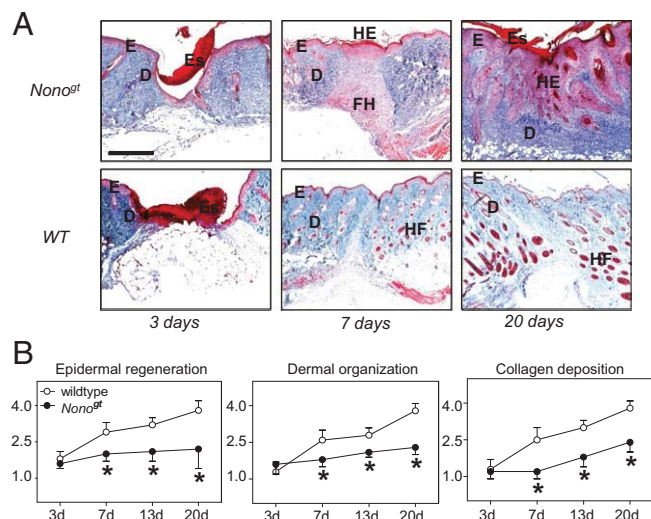 A
Nono^gt
E
Es
D
HE
E
D
FH
E
Es
HE
D
WT
E
D
Es
E
D
HF
E
D
HF
3 days
7 days
20 days
B
Epidermal regeneration
Dermal organization
Collagen deposition
wildtype
Nono^gt
4.0
2.5
1.0
* * *
3d 7d 13d 20d
4.0
2.5
1.0
* * *
3d 7d 13d 20d
4.0
2.5
1.0
* * *
3d 7d 13d 20d